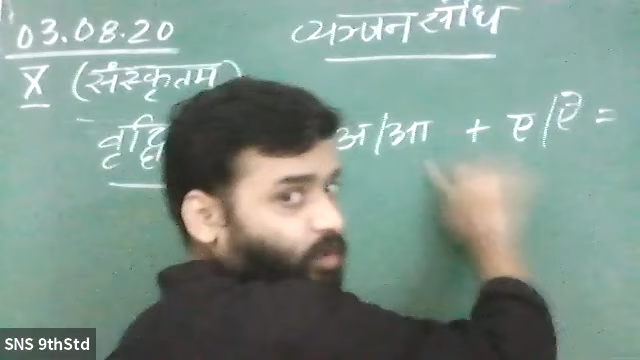 03.08.20
व्यञ्जन संधि
X (संस्कृतम्)
वृद्धि
अ/आ + ए/ऐ =
SNS 9thStd